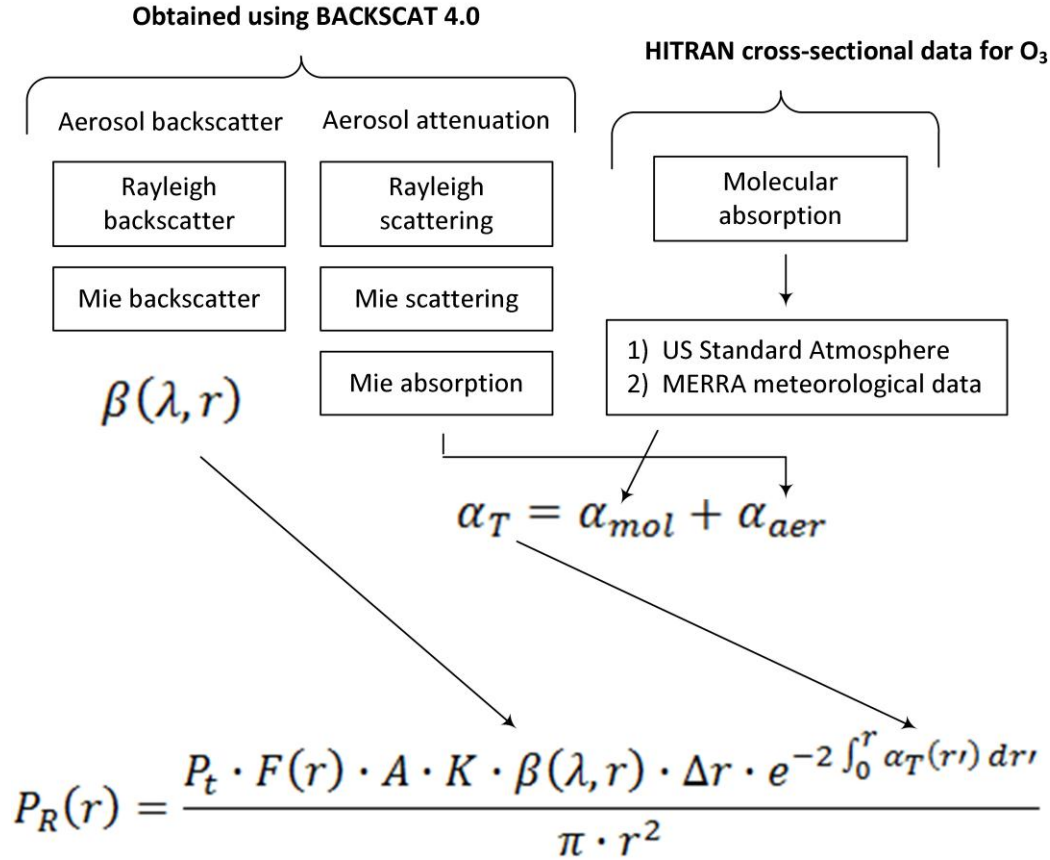 Obtained using BACKSCAT 4.0
HITRAN cross-sectional data for O₃
Aerosol backscatter
Aerosol attenuation
Rayleigh
backscatter
Rayleigh
scattering
Molecular
absorption
Mie backscatter
Mie scattering
1) US Standard Atmosphere
2) MERRA meteorological data
Mie absorption
β(λ,r)
α_T = α_mol + α_aer
P_R(r) = \frac{P_t · F(r) · A · K · β(λ,r) · Δr · e^{−2 ∫_0^r α_T(r′) dr′}}{π · r^2}